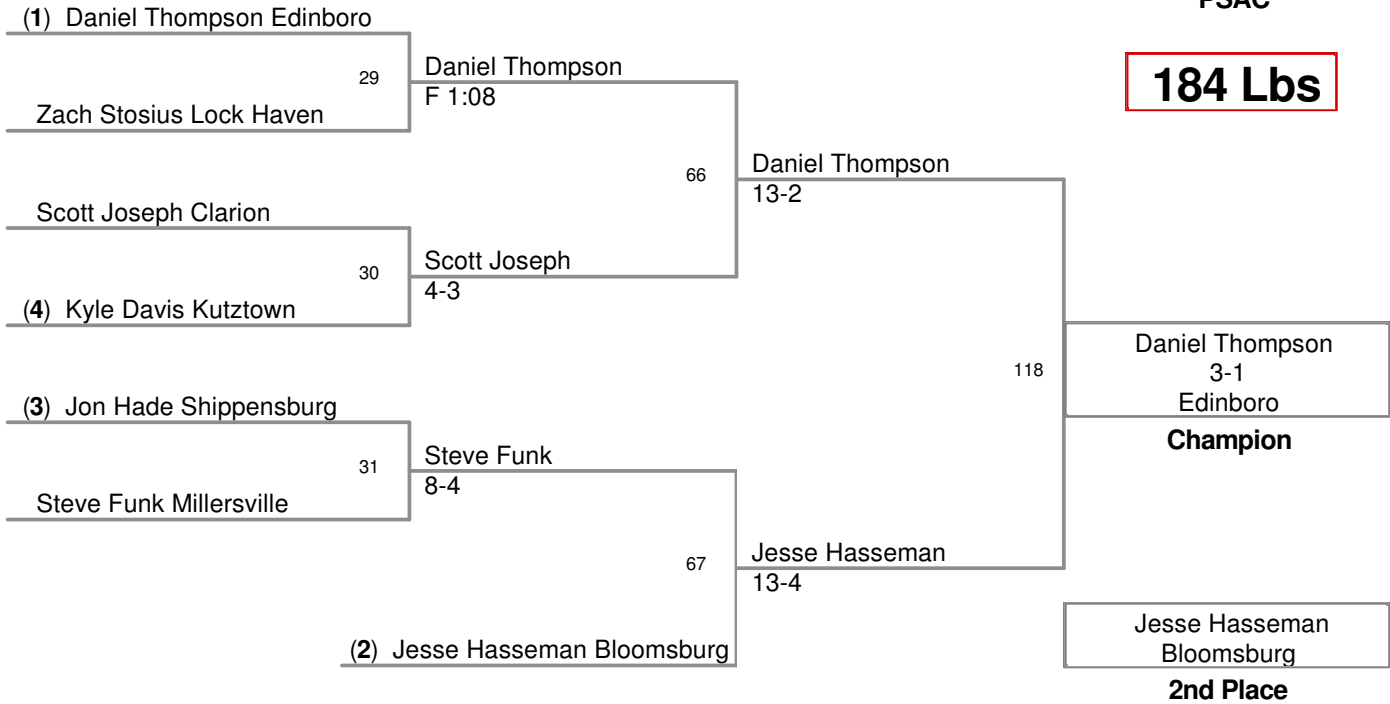 PSAC
184 Lbs
(1) Daniel Thompson Edinboro
29
Zach Stosius Lock Haven
Daniel Thompson
F 1:08
Scott Joseph Clarion
30
(4) Kyle Davis Kutztown
Scott Joseph
4-3
66
Daniel Thompson
13-2
(3) Jon Hade Shippensburg
31
Steve Funk Millersville
Steve Funk
8-4
67
(2) Jesse Hasseman Bloomsburg
Jesse Hasseman
13-4
118
Daniel Thompson
3-1
Edinboro
Champion
Jesse Hasseman
Bloomsburg
2nd Place